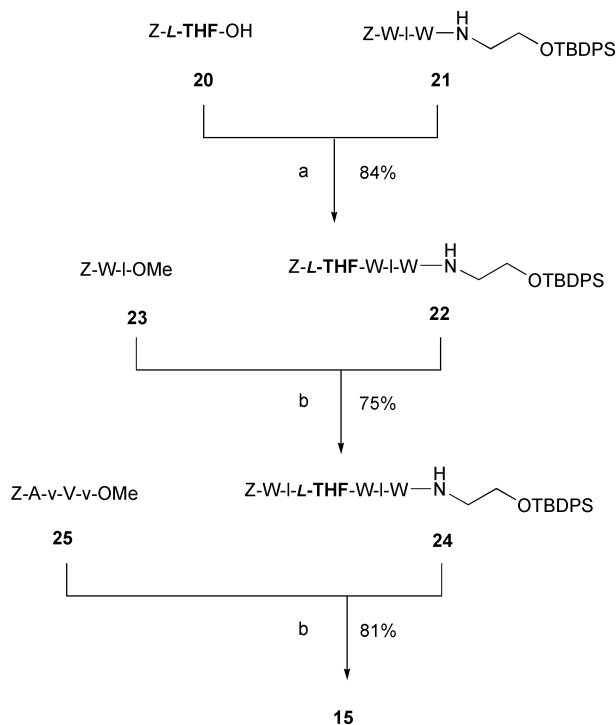 Z-L-THF-OH
Z-W-l-W
H
N
OTBDPS
20
21
a
84%
Z-W-l-OMe
Z-L-THF-W-l-W
H
N
OTBDPS
23
22
b
75%
Z-A-v-V-v-OMe
Z-W-l-L-THF-W-l-W
H
N
OTBDPS
25
24
b
81%
15